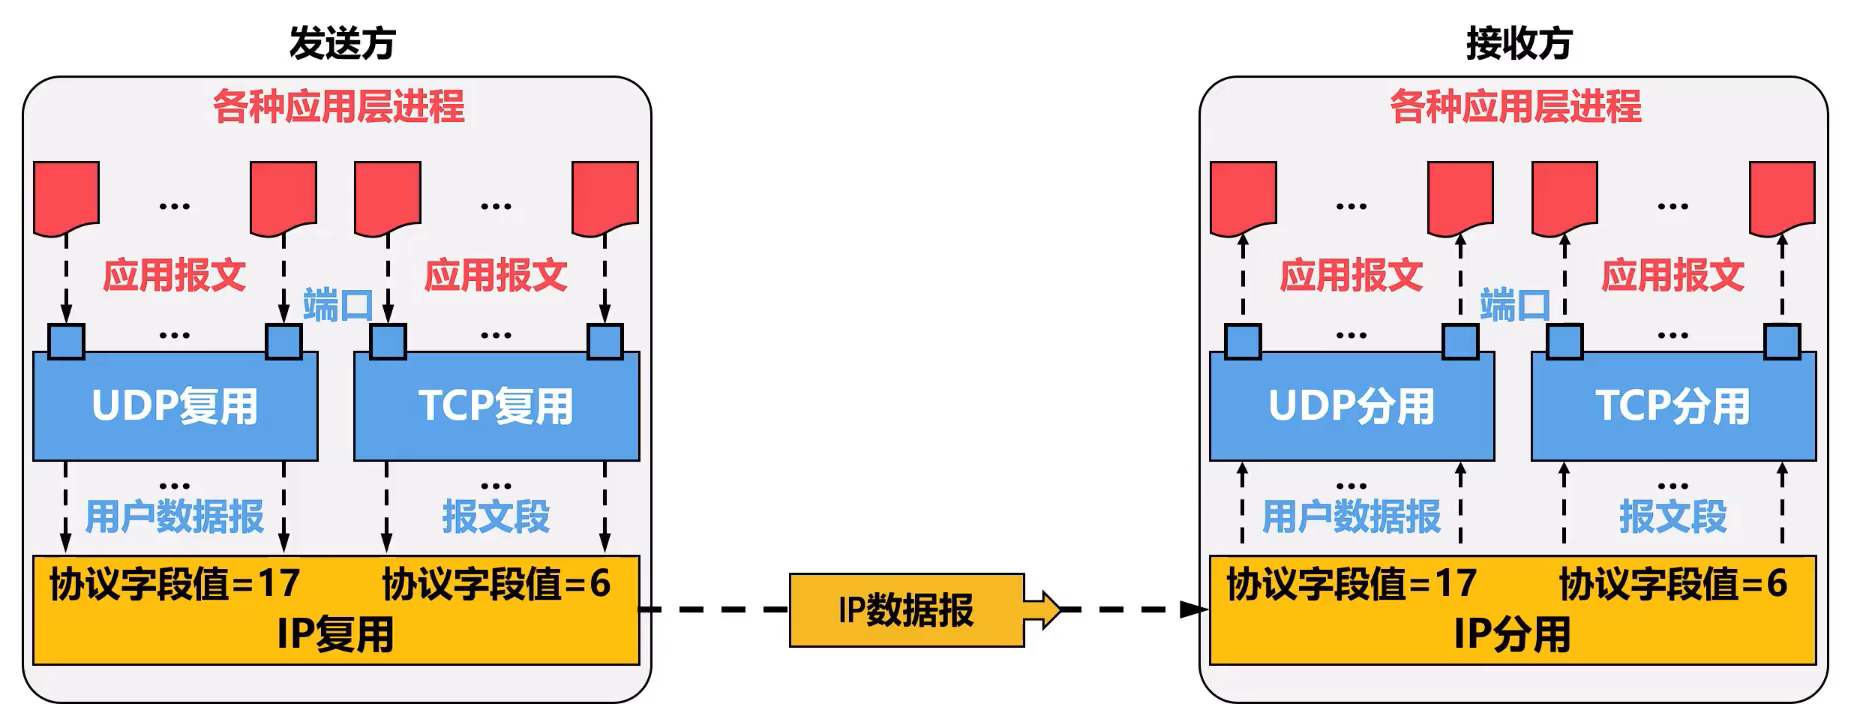 发送方
各种应用层进程
... ...
应用报文 端口 应用报文
... ...
UDP复用 TCP复用
... ...
用户数据报 报文段
协议字段值=17 协议字段值=6
IP复用
IP数据报
接收方
各种应用层进程
... ...
应用报文 端口 应用报文
... ...
UDP分用 TCP分用
... ...
用户数据报 报文段
协议字段值=17 协议字段值=6
IP分用